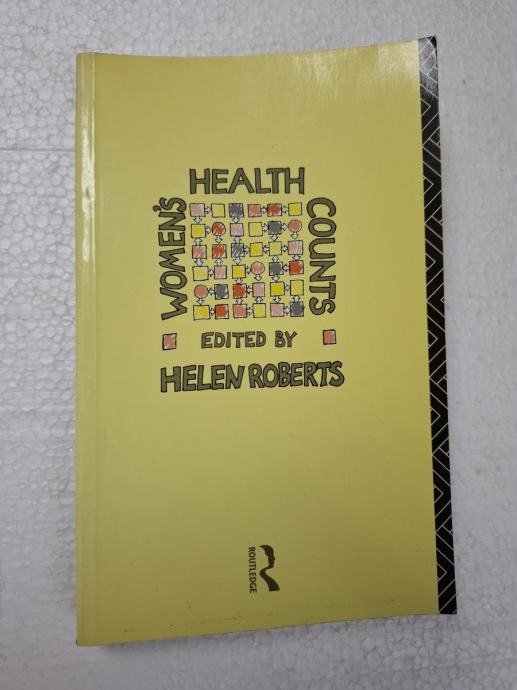 WOMEN'S
HEALTH
COUNTS
EDITED BY
HELEN ROBERTS
ROUTLEDGE